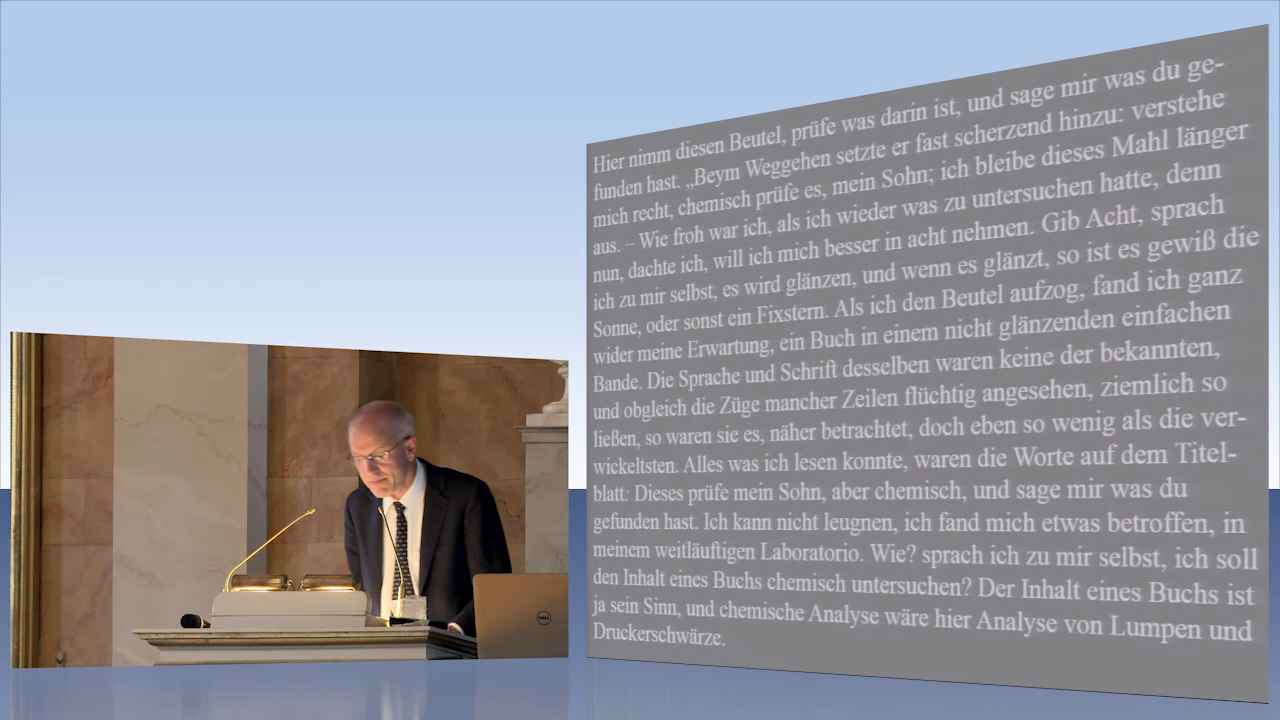 Hier nimm diesen Beutel, prüfe was darin ist, und sage mir was du ge-
funden hast. „Beym Weggehen setzte er fast scherzend hinzu: verstehe
mich recht, chemisch prüfe es, mein Sohn; ich bleibe dieses Mahl länger
aus. – Wie froh war ich, als ich wieder was zu untersuchen hatte, denn
nun, dachte ich, will ich mich besser in acht nehmen. Gib Acht, sprach
ich zu mir selbst, es wird glänzen, und wenn es glänzt, so ist es gewiß die
Sonne, oder sonst ein Fixstern. Als ich den Beutel aufzog, fand ich ganz
wider meine Erwartung, ein Buch in einem nicht glänzenden einfachen
Bande. Die Sprache und Schrift desselben waren keine der bekannten,
und obgleich die Züge mancher Zeilen flüchtig angesehen, ziemlich so
ließen, so waren sie es, näher betrachtet, doch eben so wenig als die ver-
wickeltsten. Alles was ich lesen konnte, waren die Worte auf dem Titel-
blatt: Dieses prüfe mein Sohn, aber chemisch, und sage mir was du
gefunden hast. Ich kann nicht leugnen, ich fand mich etwas betroffen, in
meinem weitläuftigen Laboratorio. Wie? sprach ich zu mir selbst, ich soll
den Inhalt eines Buchs chemisch untersuchen? Der Inhalt eines Buchs ist
ja sein Sinn, und chemische Analyse wäre hier Analyse von Lumpen und
Druckerschwärze.
DELL